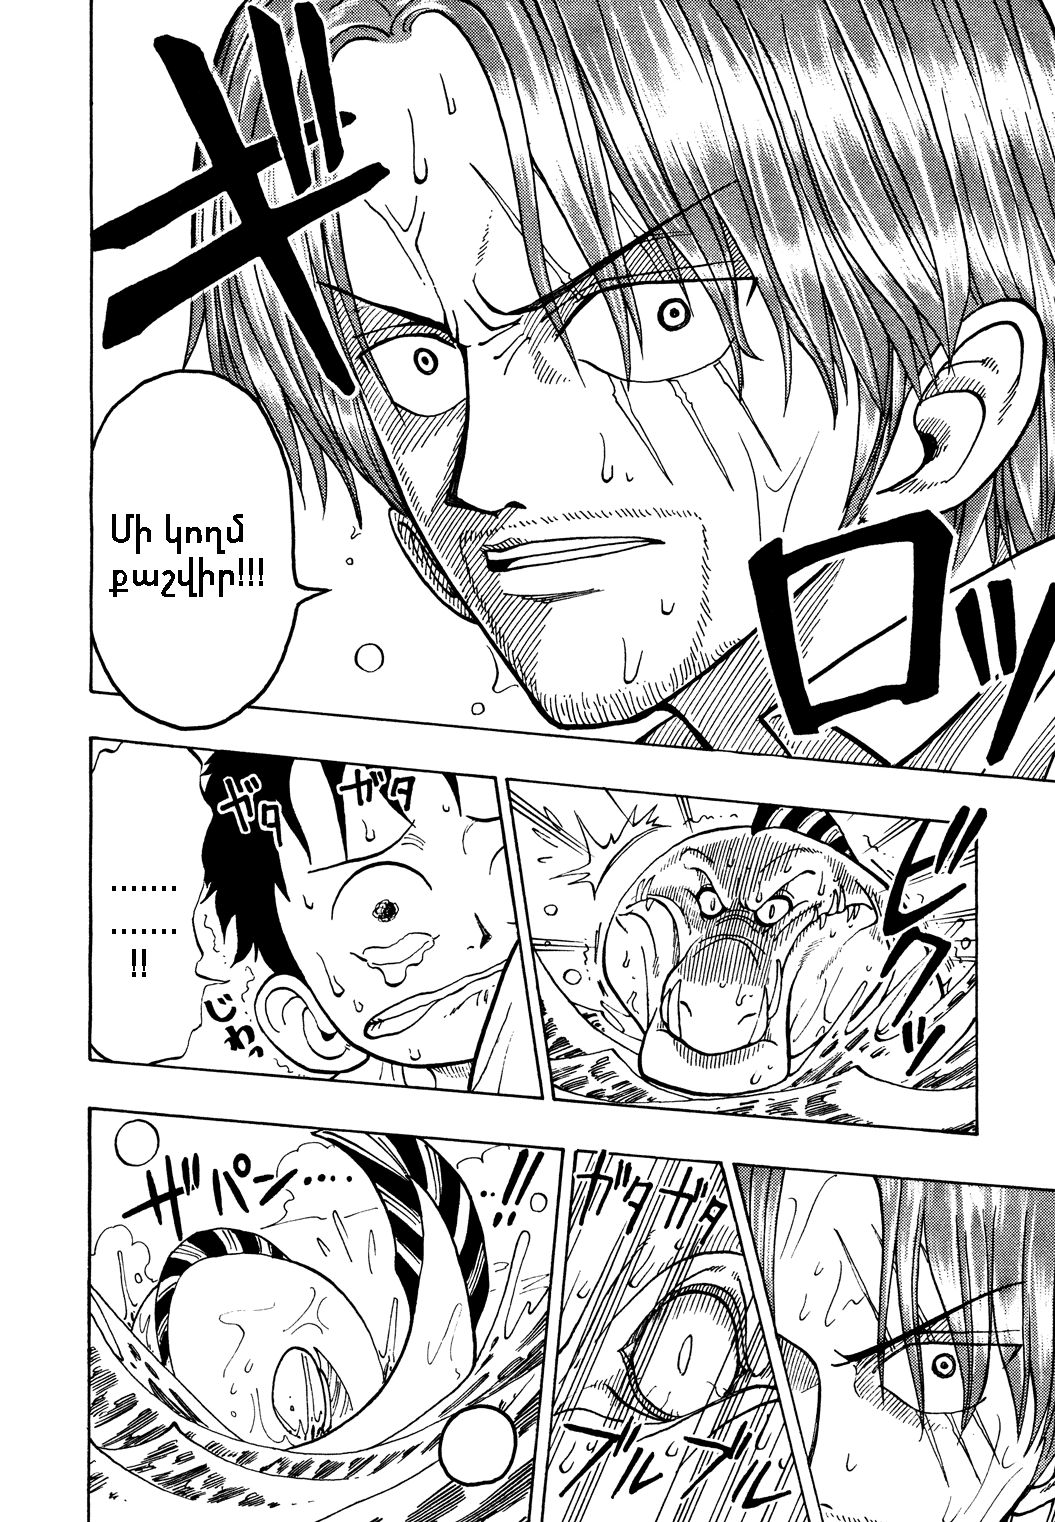 ギロッ
Մի կողմ
քաշվիր!!!
ビクッ
ガタ
ガタ
.......
.......
!!
じわっ
ザパン……!!
ガタ
ガタ
ブル
ブル